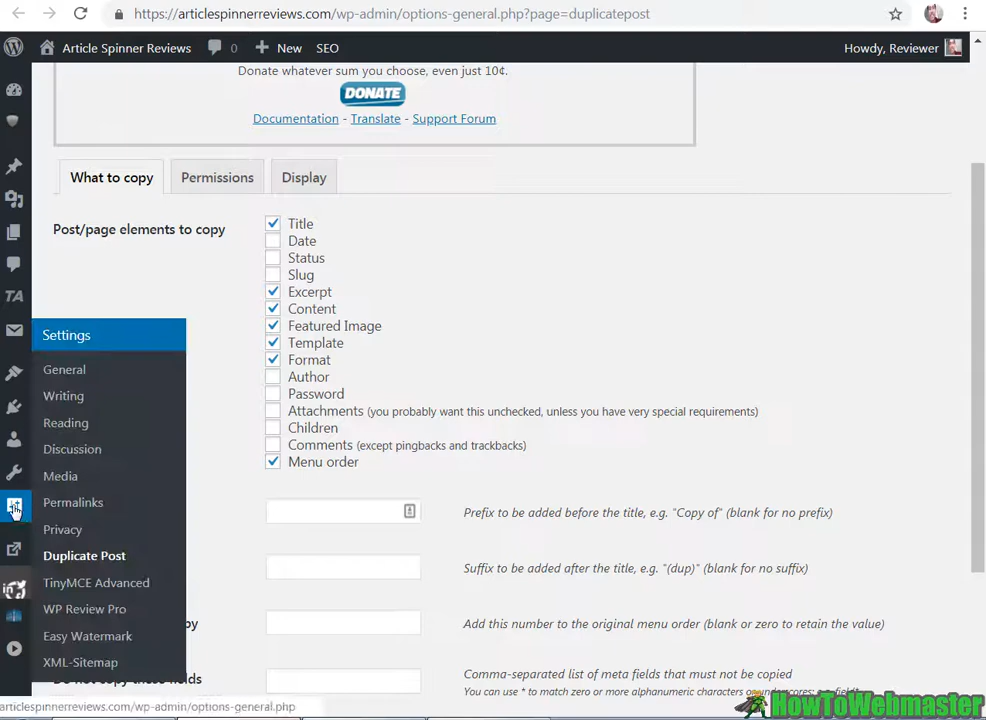 https://articlespinnerreviews.com/wp-admin/options-general.php?page=duplicatepost
Article Spinner Reviews 0 New SEO Howdy, Reviewer
Donate whatever sum you choose, even just 10¢.
DONATE
Documentation - Translate - Support Forum
What to copy Permissions Display
Post/page elements to copy
Title
Date
Status
Slug
Excerpt
Content
Featured Image
Template
Format
Author
Password
Attachments (you probably want this unchecked, unless you have very special requirements)
Children
Comments (except pingbacks and trackbacks)
Menu order
TA
Settings
General
Writing
Reading
Discussion
Media
Permalinks
Privacy
Duplicate Post
TinyMCE Advanced
WP Review Pro
Easy Watermark
XML-Sitemap
Prefix to be added before the title, e.g. "Copy of" (blank for no prefix)
Suffix to be added after the title, e.g. "(dup)" (blank for no suffix)
Add this number to the original menu order (blank or zero to retain the value)
Comma-separated list of meta fields that must not be copied
You can use * to match zero or more alphanumeric characters or
articlespinnerreviews.com/wp-admin/options-general.php
HowToWebmaster